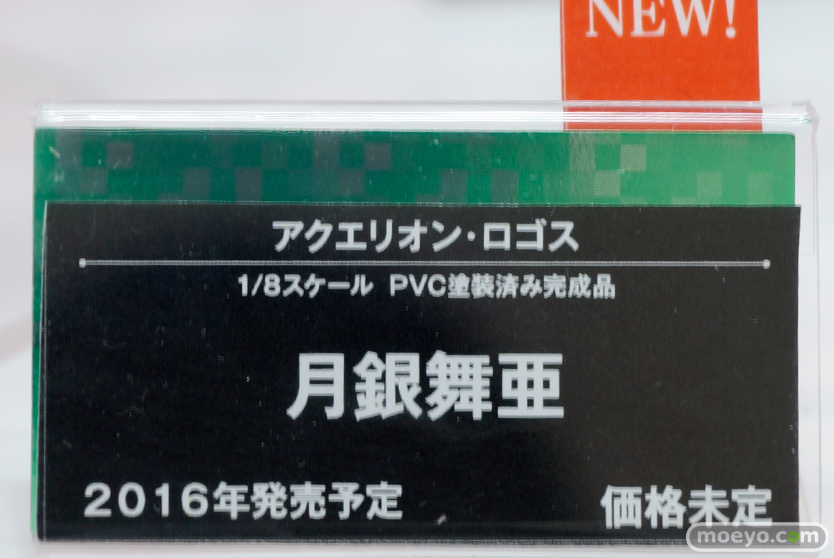 NEW!
アクエリオン・ロゴス
1/8スケール PVC塗装済み完成品
月銀舞亜
2016年発売予定
価格未定
moeyo.com